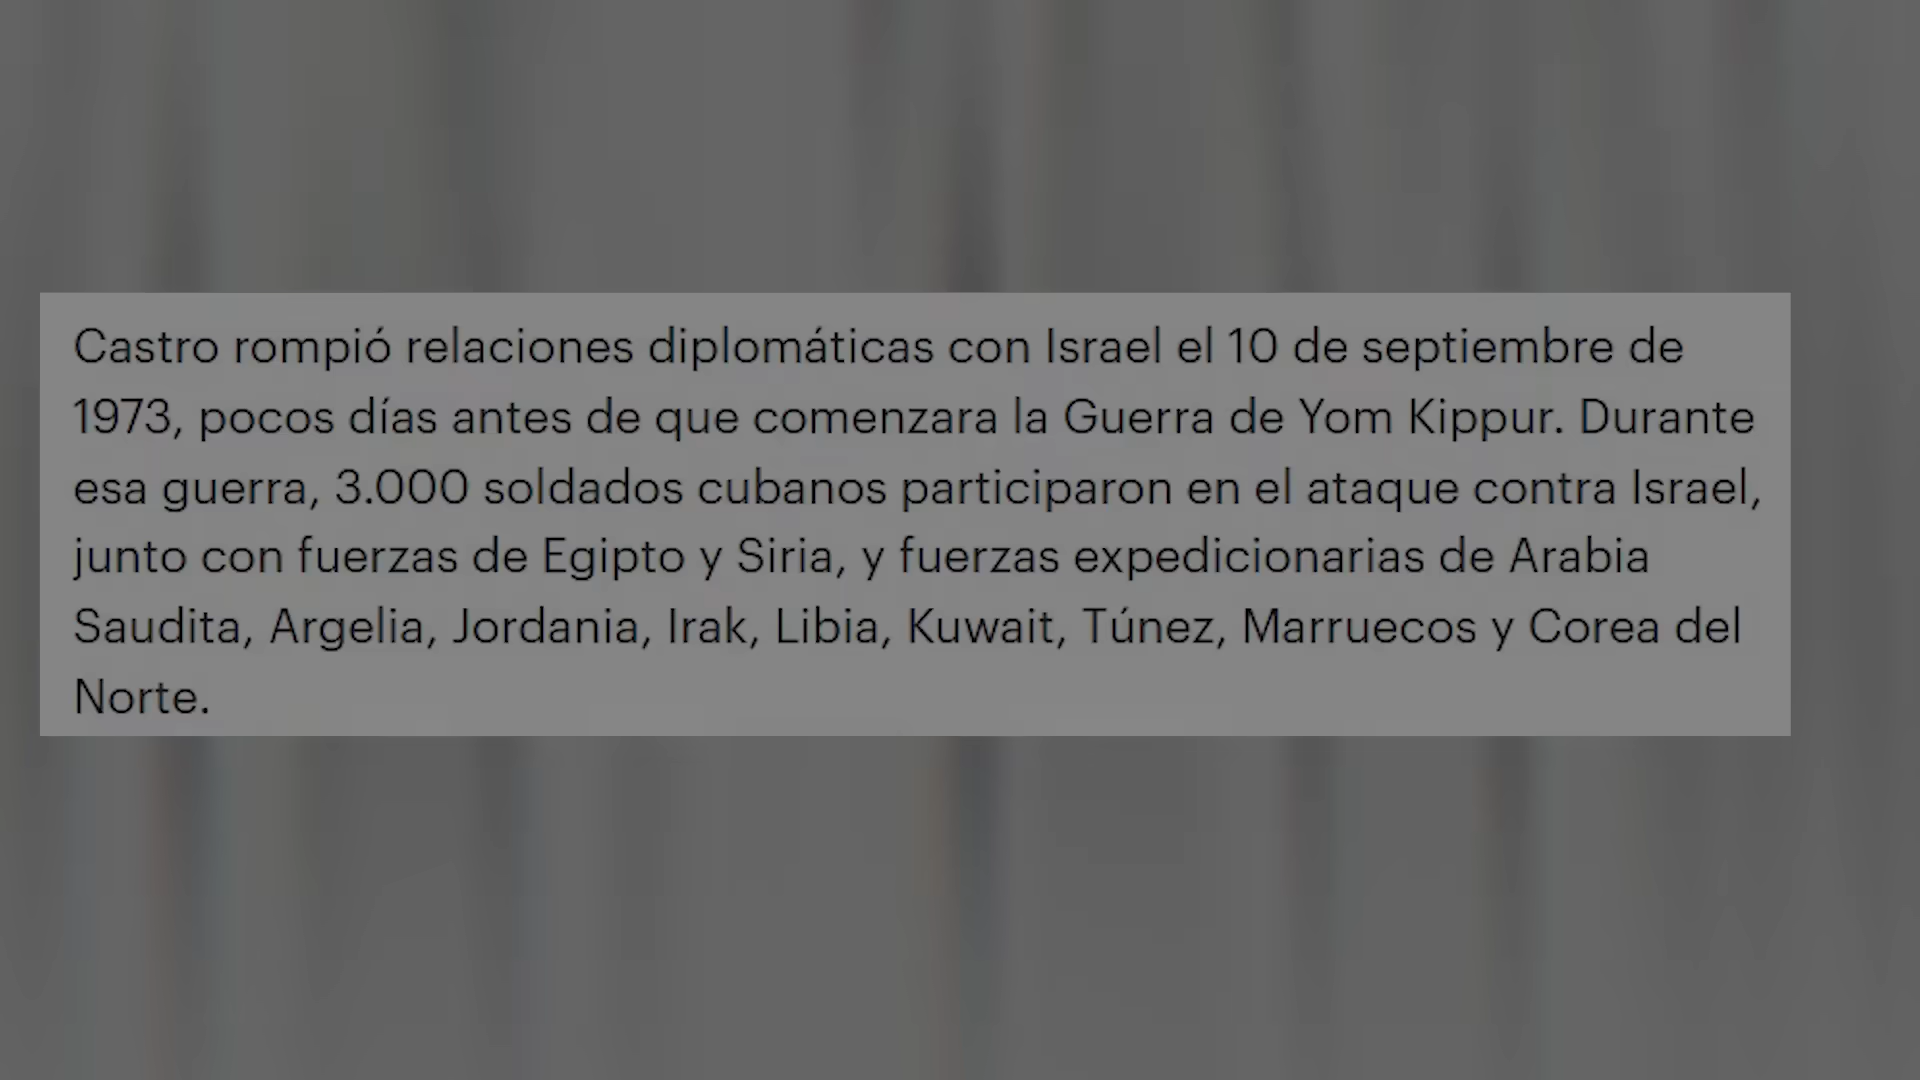 Castro rompió relaciones diplomáticas con Israel el 10 de septiembre de
1973, pocos días antes de que comenzara la Guerra de Yom Kippur. Durante
esa guerra, 3.000 soldados cubanos participaron en el ataque contra Israel,
junto con fuerzas de Egipto y Siria, y fuerzas expedicionarias de Arabia
Saudita, Argelia, Jordania, Irak, Libia, Kuwait, Túnez, Marruecos y Corea del
Norte.